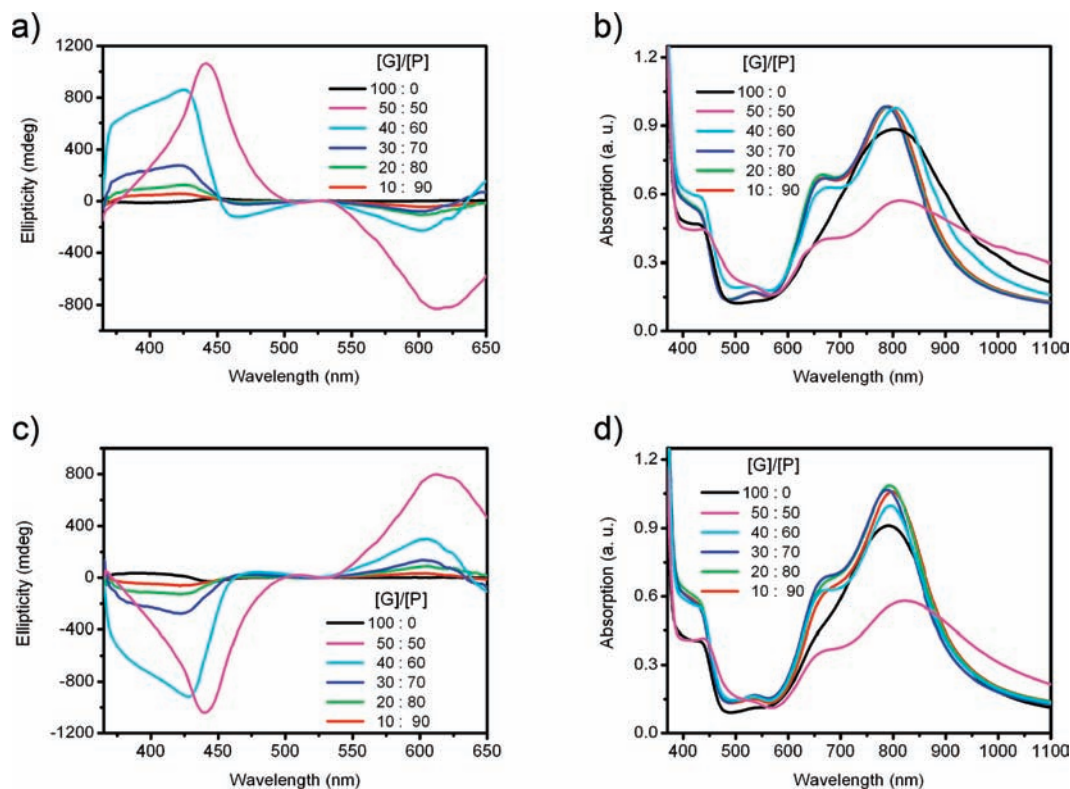 a)
1200
800
400
0
-400
-800
Ellipticity (mdeg)
400 450 500 550 600 650
Wavelength (nm)
[G]/[P]
100 : 0
50 : 50
40 : 60
30 : 70
20 : 80
10 : 90
b)
1.2
0.9
0.6
0.3
0.0
Absorption (a. u.)
400 500 600 700 800 900 1000 1100
Wavelength (nm)
[G]/[P]
100 : 0
50 : 50
40 : 60
30 : 70
20 : 80
10 : 90
c)
800
400
0
-400
-800
-1200
Ellipticity (mdeg)
400 450 500 550 600 650
Wavelength (nm)
[G]/[P]
100 : 0
50 : 50
40 : 60
30 : 70
20 : 80
10 : 90
d)
1.2
0.9
0.6
0.3
0.0
Absorption (a. u.)
400 500 600 700 800 900 1000 1100
Wavelength (nm)
[G]/[P]
100 : 0
50 : 50
40 : 60
30 : 70
20 : 80
10 : 90